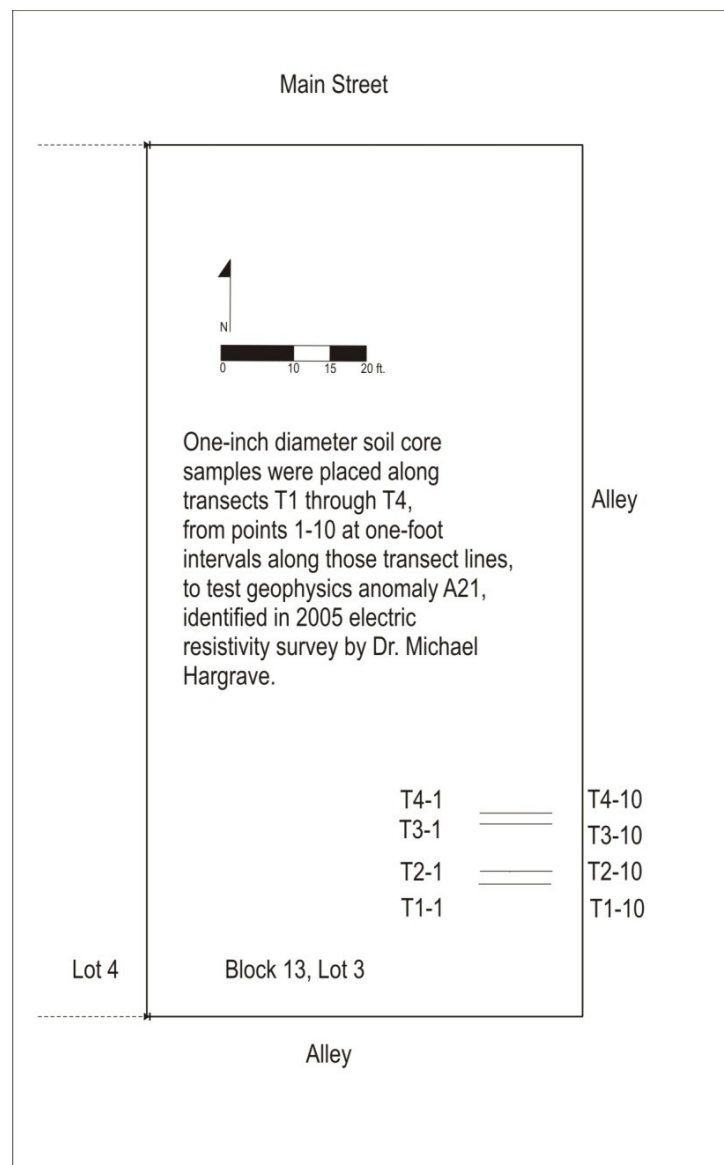 Main Street
N
0 10 15 20 ft.
One-inch diameter soil core
samples were placed along
transects T1 through T4,
from points 1-10 at one-foot
intervals along those transect lines,
to test geophysics anomaly A21,
identified in 2005 electric
resistivity survey by Dr. Michael
Hargrave.
Alley
T4-1 T4-10
T3-1 T3-10
T2-1 T2-10
T1-1 T1-10
Lot 4 Block 13, Lot 3
Alley